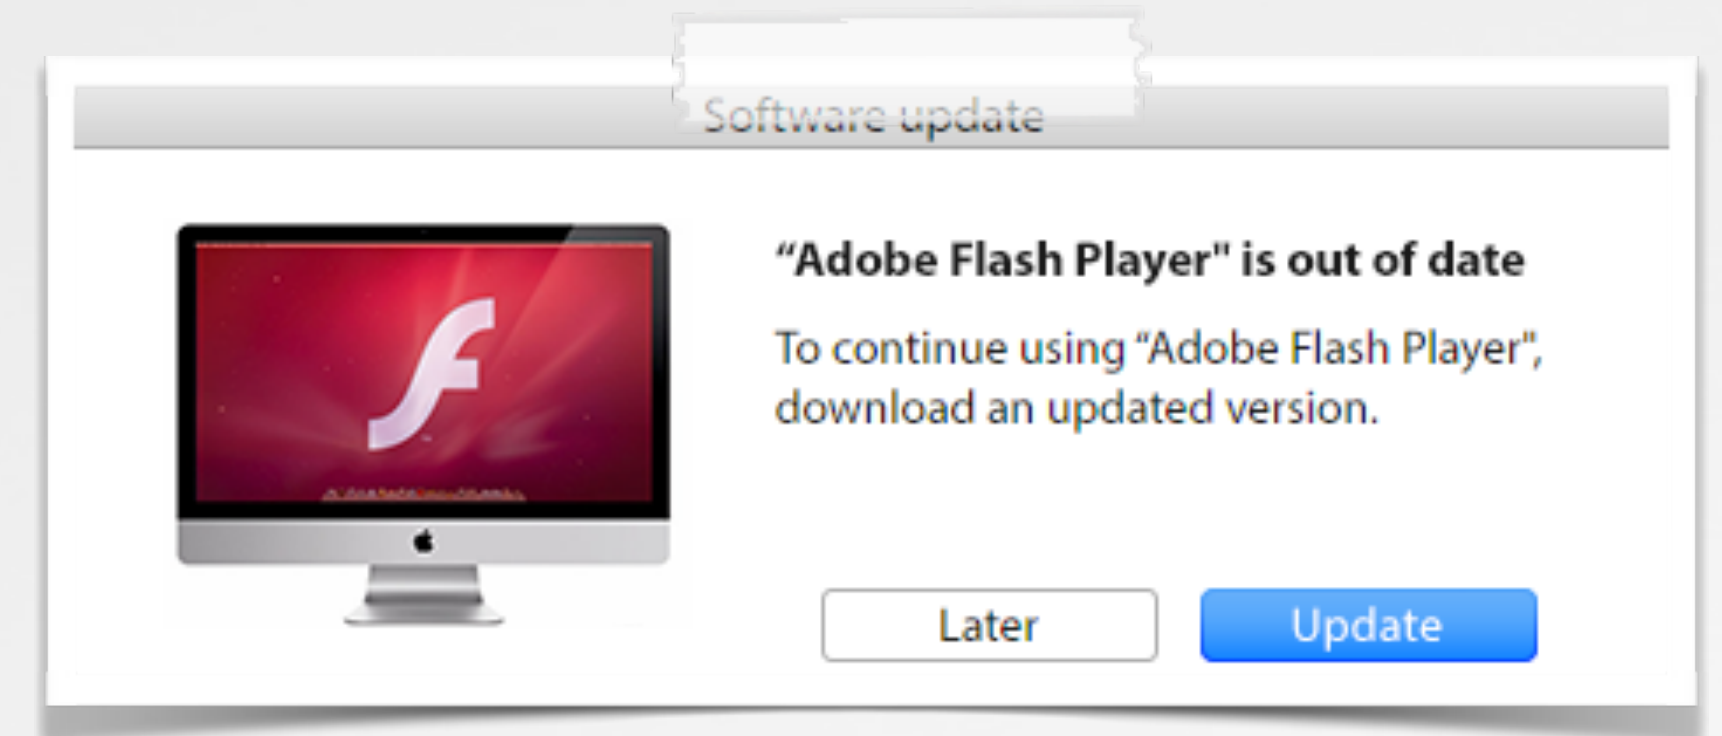 Software update
“Adobe Flash Player" is out of date
To continue using “Adobe Flash Player",
download an updated version.
Later
Update